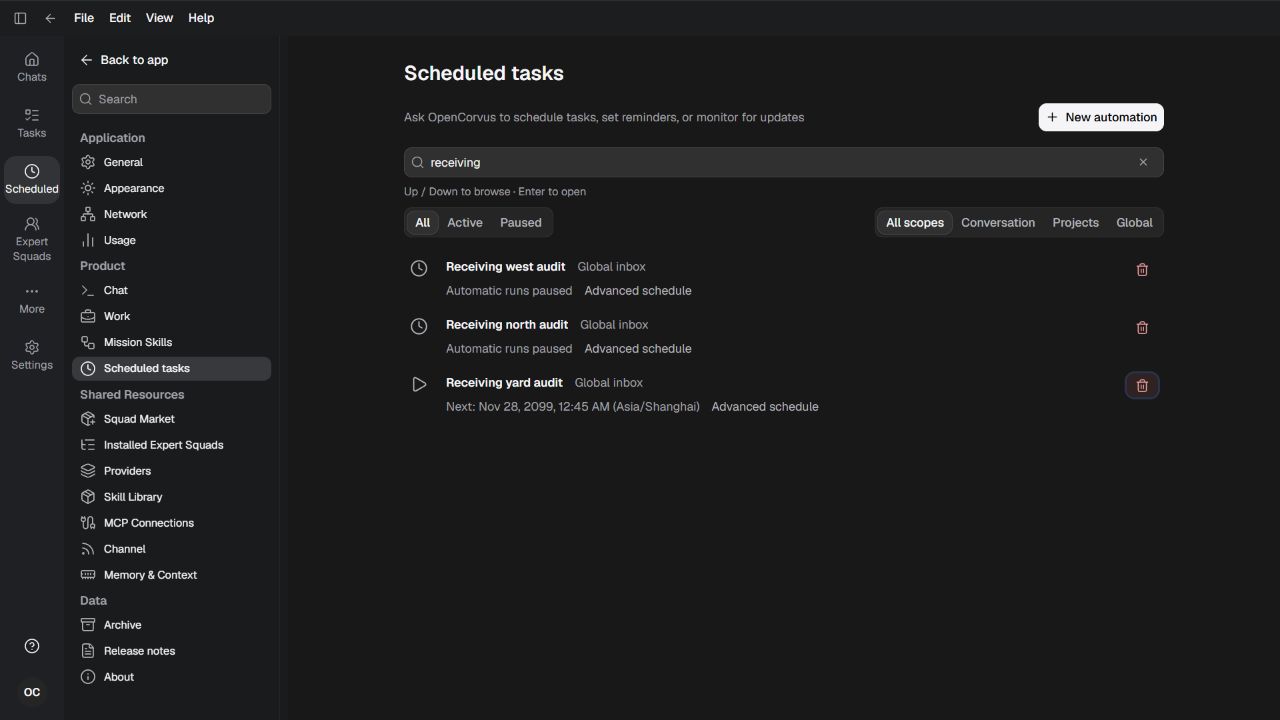 File Edit View Help
Chats
Tasks
Scheduled
Expert
Squads
More
Settings
OC
Back to app
Search
Application
General
Appearance
Network
Usage
Product
Chat
Work
Mission Skills
Scheduled tasks
Shared Resources
Squad Market
Installed Expert Squads
Providers
Skill Library
MCP Connections
Channel
Memory & Context
Data
Archive
Release notes
About
Scheduled tasks
Ask OpenCorvus to schedule tasks, set reminders, or monitor for updates
New automation
receiving
Up / Down to browse · Enter to open
All Active Paused
All scopes Conversation Projects Global
Receiving west audit Global inbox
Automatic runs paused Advanced schedule
Receiving north audit Global inbox
Automatic runs paused Advanced schedule
Receiving yard audit Global inbox
Next: Nov 28, 2099, 12:45 AM (Asia/Shanghai) Advanced schedule